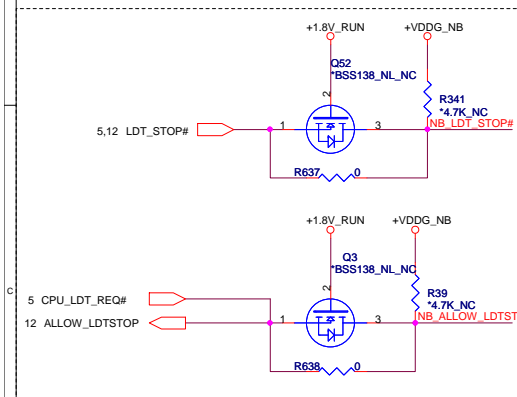 +1.8V_RUN
+VDDG_NB
Q52
*BSS138_NL_NC
2
R341
*4.7K_NC
5,12 LDT_STOP#
1
3
NB_LDT_STOP#
R637
0
+1.8V_RUN
+VDDG_NB
Q3
*BSS138_NL_NC
2
C
R39
*4.7K_NC
5 CPU_LDT_REQ#
12 ALLOW_LDTSTOP
1
3
NB_ALLOW_LDTST
R638
0